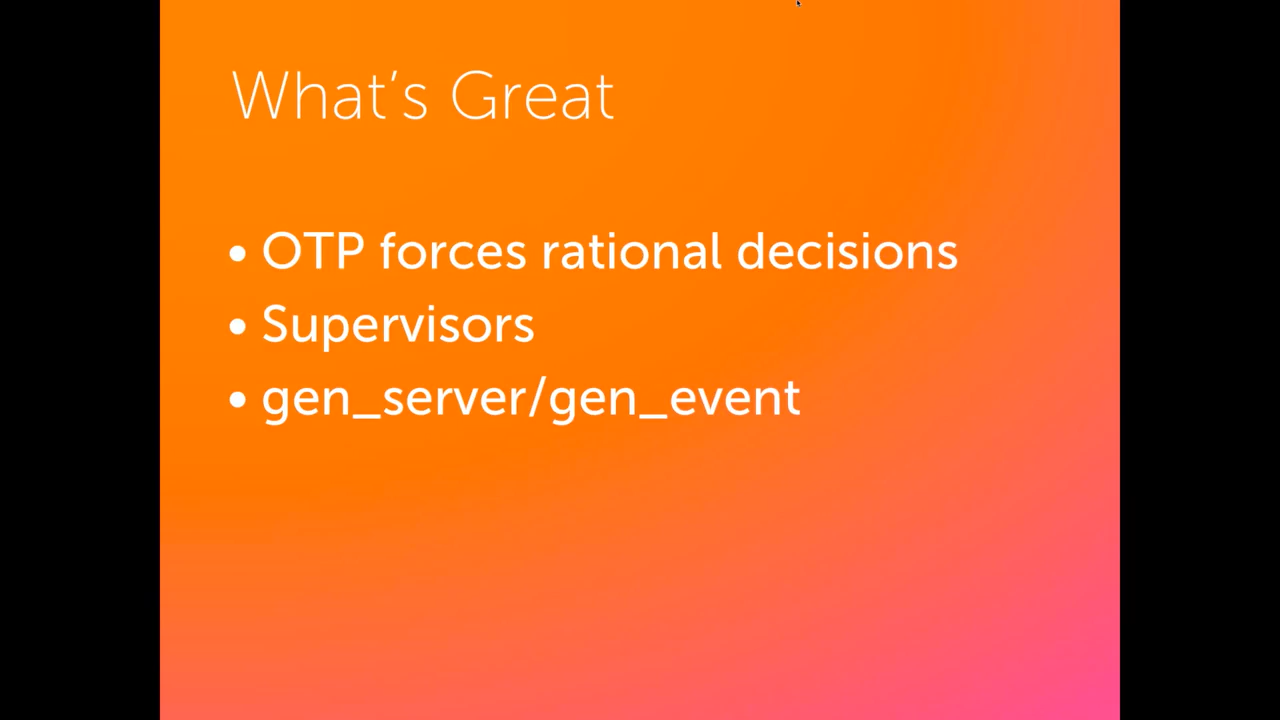 What’s Great
• OTP forces rational decisions
• Supervisors
• gen_server/gen_event